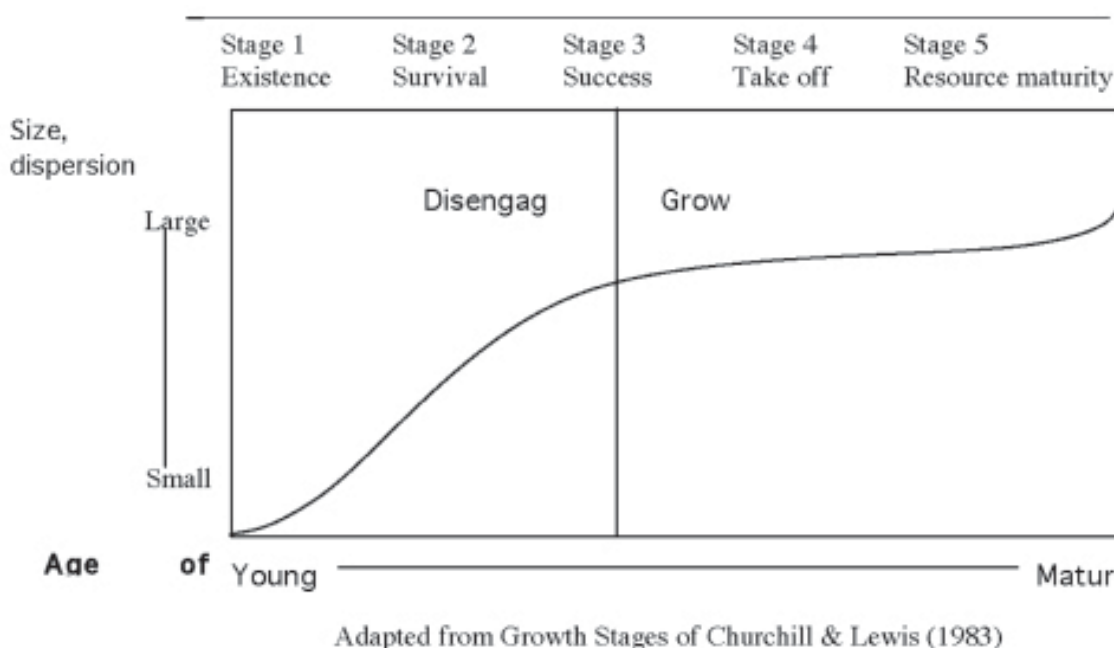 Stage 1 Stage 2 Stage 3 Stage 4 Stage 5
Existence Survival Success Take off Resource maturity
Size,
dispersion
Disengag Grow
Large
Small
Age of Young Matur
Adapted from Growth Stages of Churchill & Lewis (1983)